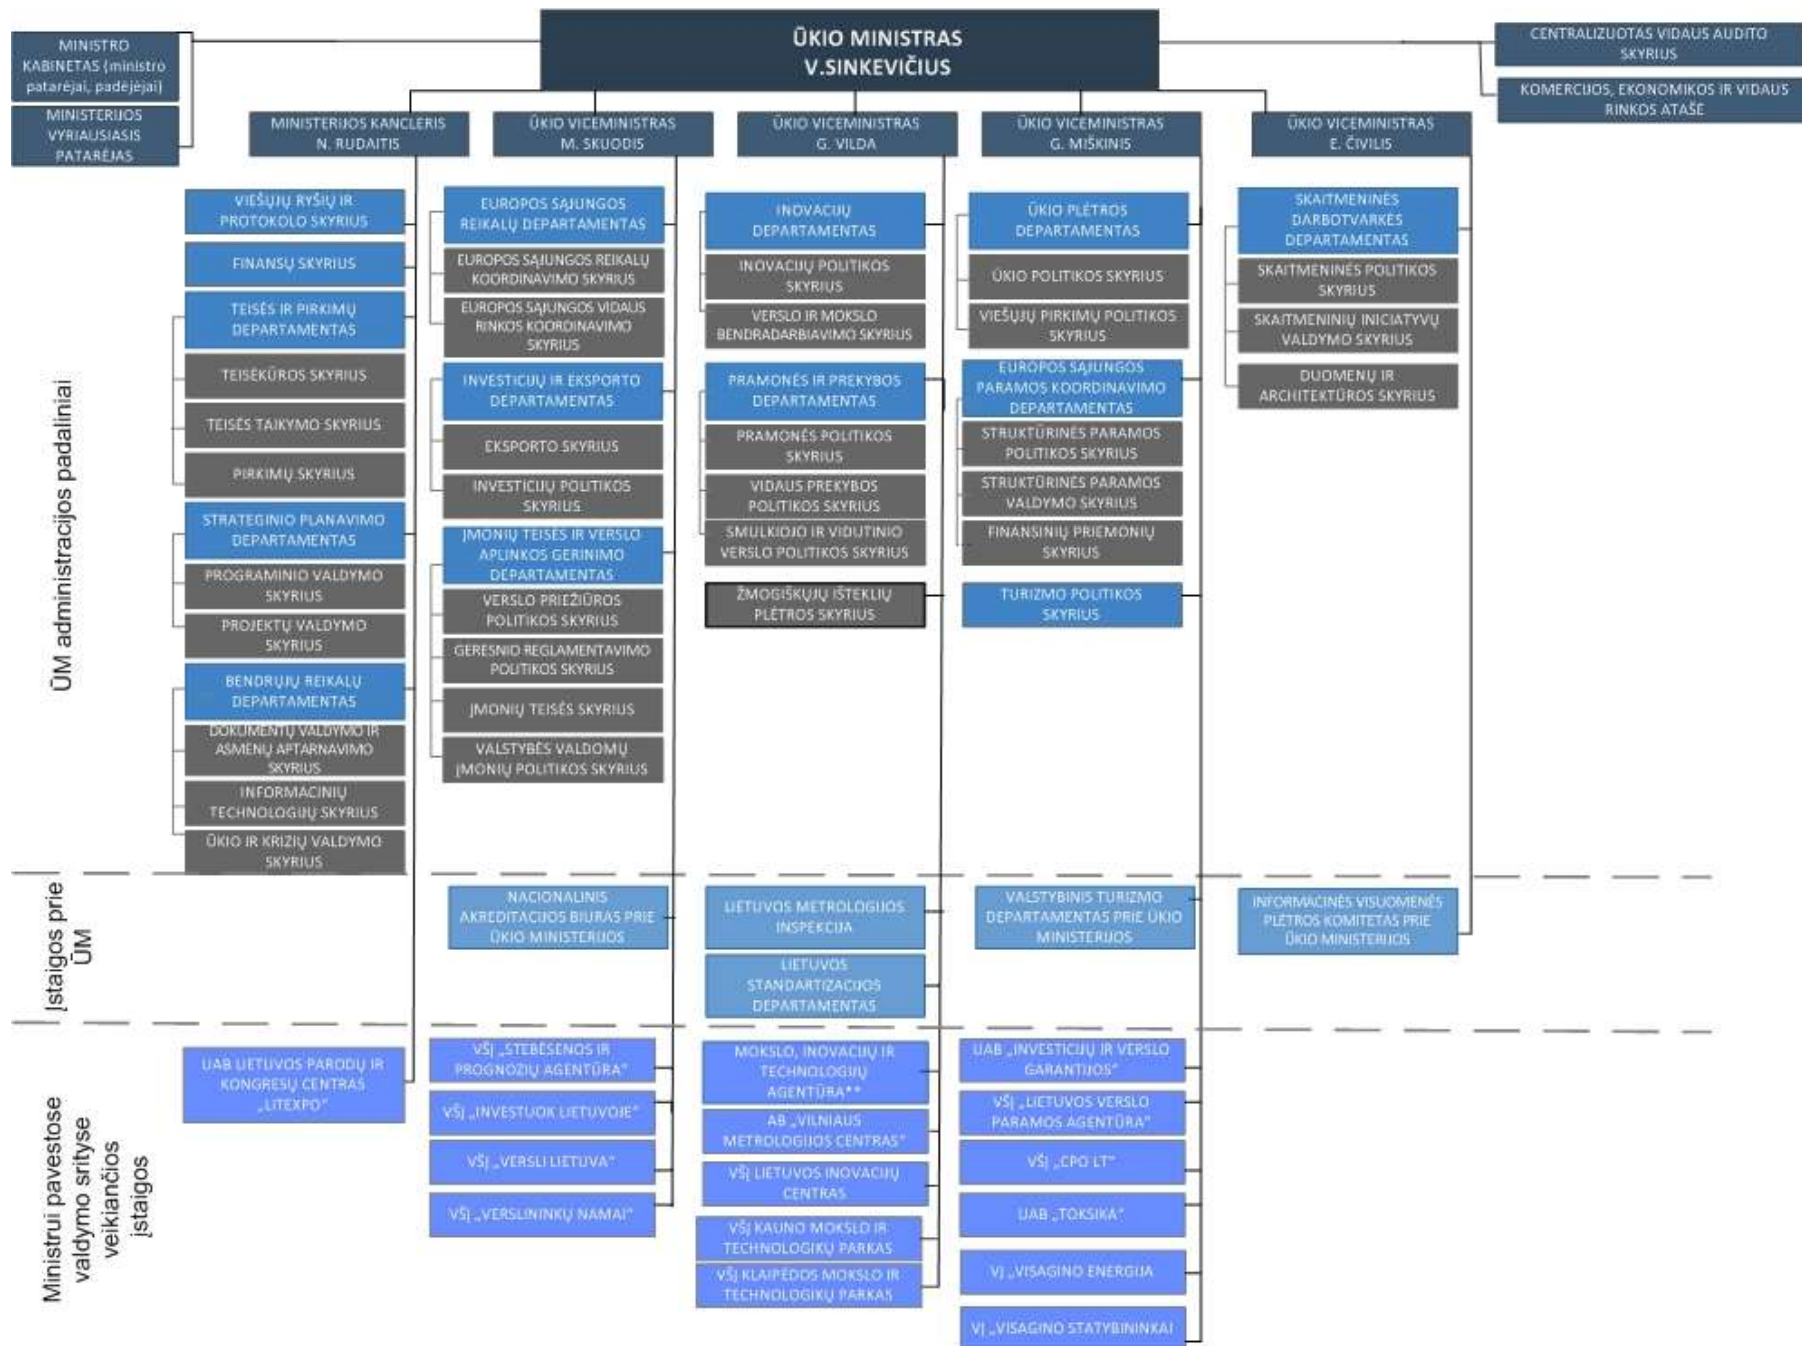 ŪKIO MINISTRAS
V.SINKEVIČIUS
MINISTRO
KABINETAS (ministro
patarėjai, padėjėjai)
MINISTERIJOS
VYRIAUSIASIS
PATARĖJAS
CENTRALIZUOTAS VIDAUS AUDITO
SKYRIUS
KOMERCIJOS, EKONOMIKOS IR VIDAUS
RINKOS ATAŠĖ
MINISTERIJOS KANCLERIS
N. RUDAITIS
ŪKIO VICEMINISTRAS
M. SKUODIS
ŪKIO VICEMINISTRAS
G. VILDA
ŪKIO VICEMINISTRAS
G. MIŠKINIS
ŪKIO VICEMINISTRAS
E. ČIVILIS
ŪM administracijos padaliniai
VIEŠŲJŲ RYŠIŲ IR
PROTOKOLO SKYRIUS
FINANSŲ SKYRIUS
TEISĖS IR PIRKIMŲ
DEPARTAMENTAS
TEISĖKŪROS SKYRIUS
TEISĖS TAIKYMO SKYRIUS
PIRKIMŲ SKYRIUS
STRATEGINIO PLANAVIMO
DEPARTAMENTAS
PROGRAMINIO VALDYMO
SKYRIUS
PROJEKTŲ VALDYMO
SKYRIUS
BENDRŲJŲ REIKALŲ
DEPARTAMENTAS
DOKUMENTŲ VALDYMO IR
ASMENŲ APTARNAVIMO
SKYRIUS
INFORMACINIŲ
TECHNOLOGIJŲ SKYRIUS
ŪKIO IR KRIZIŲ VALDYMO
SKYRIUS
EUROPOS SĄJUNGOS
REIKALŲ DEPARTAMENTAS
EUROPOS SĄJUNGOS REIKALŲ
KOORDINAVIMO SKYRIUS
EUROPOS SĄJUNGOS VIDAUS
RINKOS KOORDINAVIMO
SKYRIUS
INVESTICIJŲ IR EKSPORTO
DEPARTAMENTAS
EKSPORTO SKYRIUS
INVESTICIJŲ POLITIKOS
SKYRIUS
ĮMONIŲ TEISĖS IR VERSLO
APLINKOS GERINIMO
DEPARTAMENTAS
VERSLO PRIEŽIŪROS
POLITIKOS SKYRIUS
GERESNIO REGLAMENTAVIMO
POLITIKOS SKYRIUS
ĮMONIŲ TEISĖS SKYRIUS
VALSTYBĖS VALDOMŲ
ĮMONIŲ POLITIKOS SKYRIUS
INOVACIJŲ
DEPARTAMENTAS
INOVACIJŲ POLITIKOS
SKYRIUS
VERSLO IR MOKSLO
BENDRADARBIAVIMO SKYRIUS
PRAMONĖS IR PREKYBOS
DEPARTAMENTAS
PRAMONĖS POLITIKOS
SKYRIUS
VIDAUS PREKYBOS
POLITIKOS SKYRIUS
SMULKIOJO IR VIDUTINIO
VERSLO POLITIKOS SKYRIUS
ŽMOGIŠKŲJŲ IŠTEKLIŲ
PLĖTROS SKYRIUS
ŪKIO PLĖTROS
DEPARTAMENTAS
ŪKIO POLITIKOS SKYRIUS
VIEŠŲJŲ PIRKIMŲ POLITIKOS
SKYRIUS
EUROPOS SĄJUNGOS
PARAMOS KOORDINAVIMO
DEPARTAMENTAS
STRUKTŪRINĖS PARAMOS
POLITIKOS SKYRIUS
STRUKTŪRINĖS PARAMOS
VALDYMO SKYRIUS
FINANSINIŲ PRIEMONIŲ
SKYRIUS
TURIZMO POLITIKOS
SKYRIUS
SKAITMENINĖS
DARBOTVARKĖS
DEPARTAMENTAS
SKAITMENINĖS POLITIKOS
SKYRIUS
SKAITMENINIŲ INICIATYVŲ
VALDYMO SKYRIUS
DUOMENŲ IR
ARCHITEKTŪROS SKYRIUS
Įstaigos prie
ŪM
NACIONALINIS
AKREDITACIJOS BIURAS PRIE
ŪKIO MINISTERIJOS
LIETUVOS METROLOGIJOS
INSPEKCIJA
LIETUVOS
STANDARTIZACIJOS
DEPARTAMENTAS
VALSTYBINIS TURIZMO
DEPARTAMENTAS PRIE ŪKIO
MINISTERIJOS
INFORMACINĖS VISUOMENĖS
PLĖTROS KOMITETAS PRIE
ŪKIO MINISTERIJOS
Ministrui pavestose
valdymo srityse
veikiančios
įstaigos
UAB LIETUVOS PARODŲ IR
KONGRESŲ CENTRAS
„LITEXPO"
VŠĮ „STEBĖSENOS IR
PROGNOZIŲ AGENTŪRA"
VŠĮ „INVESTUOK LIETUVOJE"
VŠĮ „VERSLI LIETUVA"
VŠĮ „VERSLININKŲ NAMAI"
MOKSLO, INOVACIJŲ IR
TECHNOLOGIJŲ
AGENTŪRA**
AB „VILNIAUS
METROLOGIJOS CENTRAS"
VŠĮ LIETUVOS INOVACIJŲ
CENTRAS
VŠĮ KAUNO MOKSLO IR
TECHNOLOGIKŲ PARKAS
VŠĮ KLAIPĖDOS MOKSLO IR
TECHNOLOGIKŲ PARKAS
UAB „INVESTICIJŲ IR VERSLO
GARANTIJOS"
VŠĮ „LIETUVOS VERSLO
PARAMOS AGENTŪRA"
VŠĮ „CPO LT"
UAB „TOKSIKA"
VĮ „VISAGINO ENERGIJA
VĮ „VISAGINO STATYBININKAI